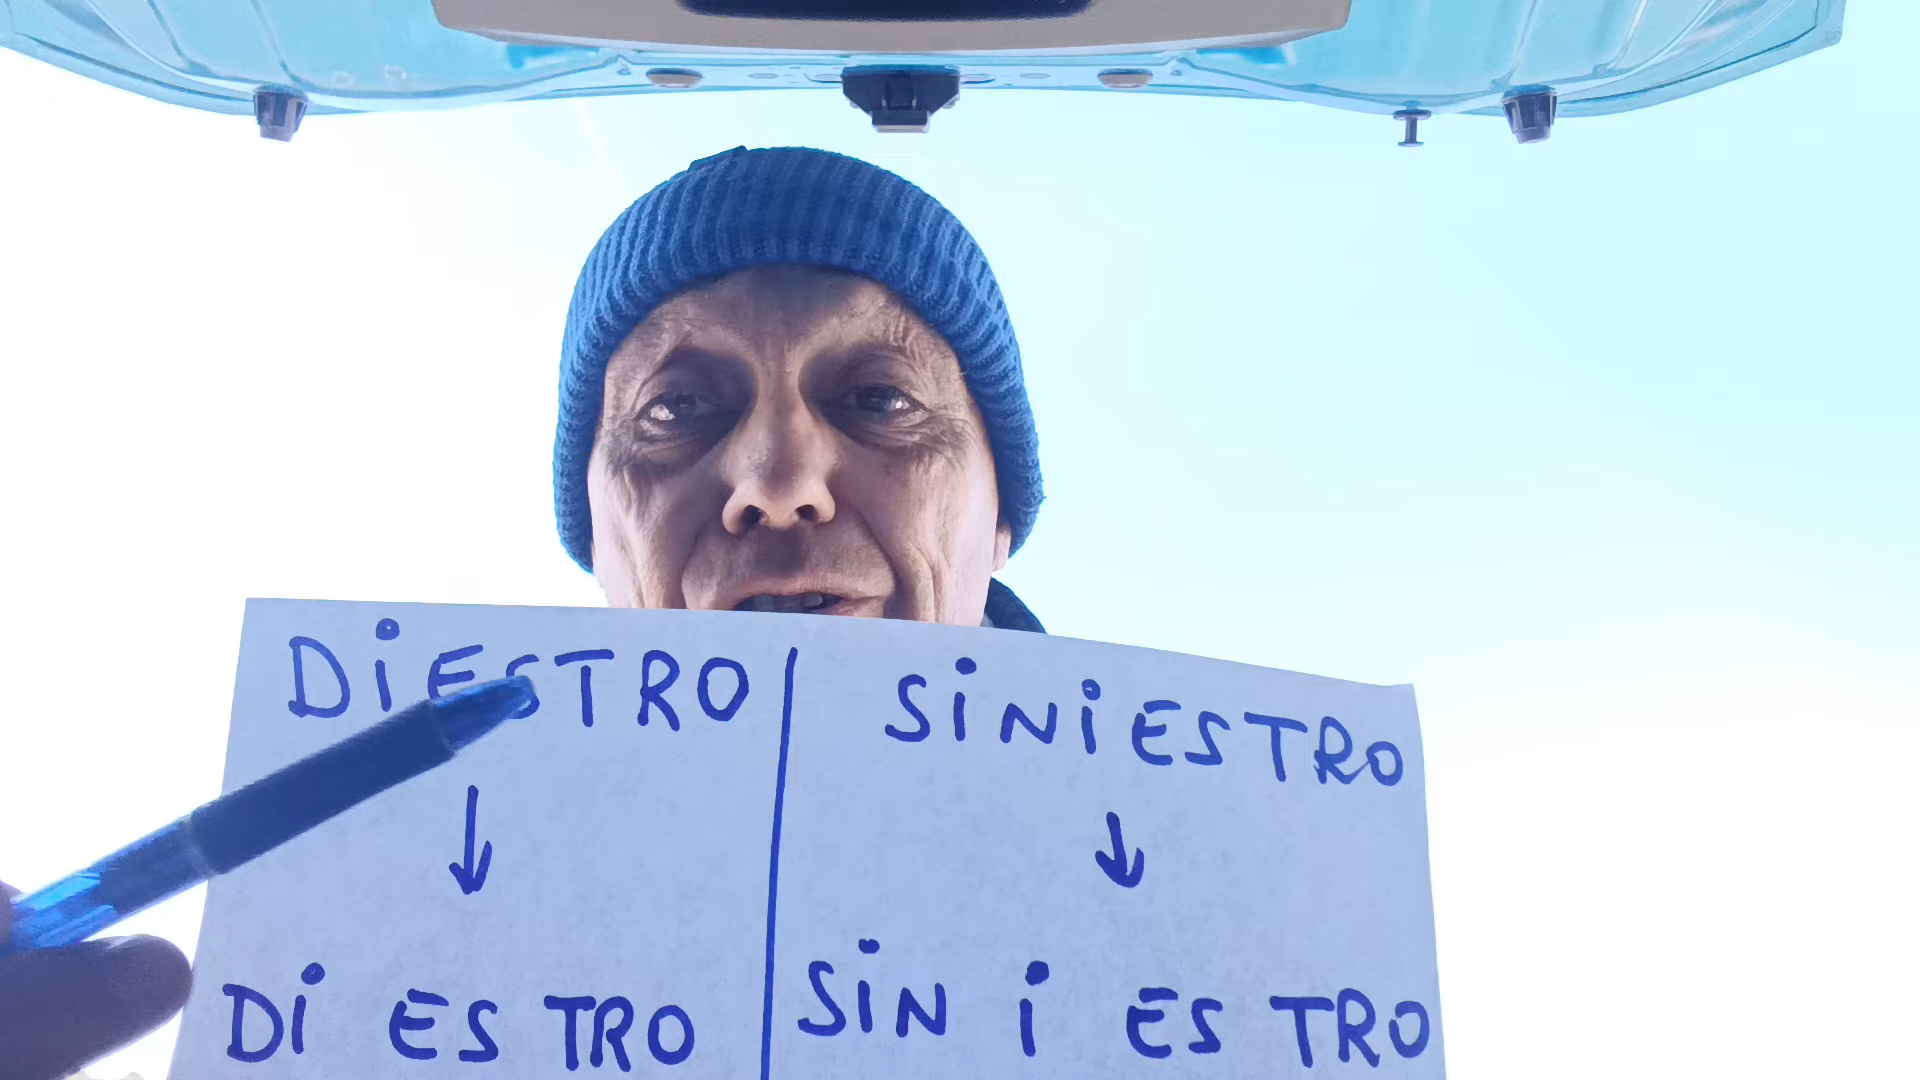 DiESTRO
SiNiESTRO
↓
↓
Di ES TRO
SiN i ES TRO